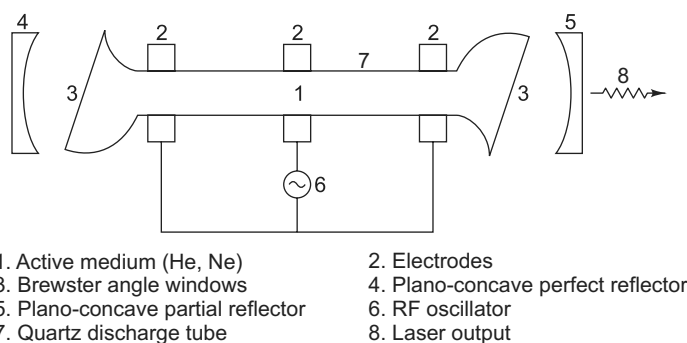 4 2 2 2 5
7
8
3 1 3
6
1. Active medium (He, Ne) 2. Electrodes
3. Brewster angle windows 4. Plano-concave perfect reflector
5. Plano-concave partial reflector 6. RF oscillator
7. Quartz discharge tube 8. Laser output